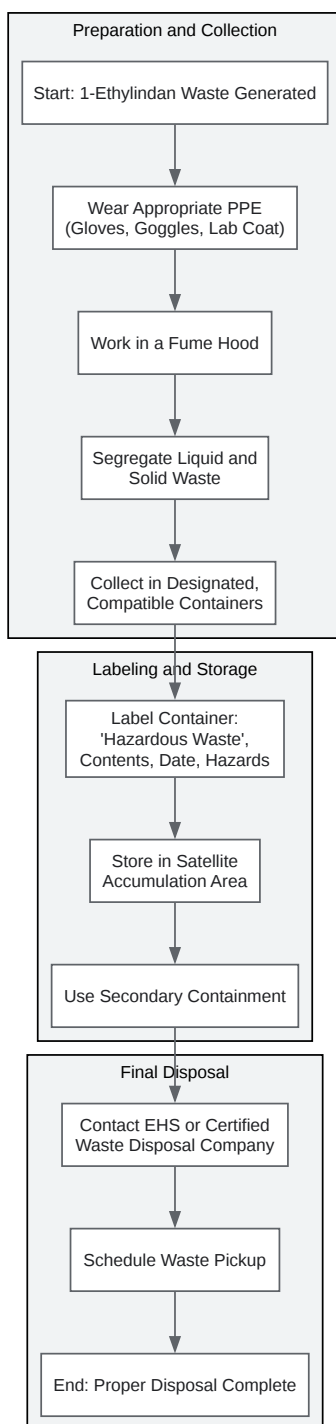 Preparation and Collection
Start: 1-Ethylindan Waste Generated
Wear Appropriate PPE
(Gloves, Goggles, Lab Coat)
Work in a Fume Hood
Segregate Liquid and
Solid Waste
Collect in Designated,
Compatible Containers
Labeling and Storage
Label Container:
'Hazardous Waste',
Contents, Date, Hazards
Store in Satellite
Accumulation Area
Use Secondary Containment
Final Disposal
Contact EHS or Certified
Waste Disposal Company
Schedule Waste Pickup
End: Proper Disposal Complete